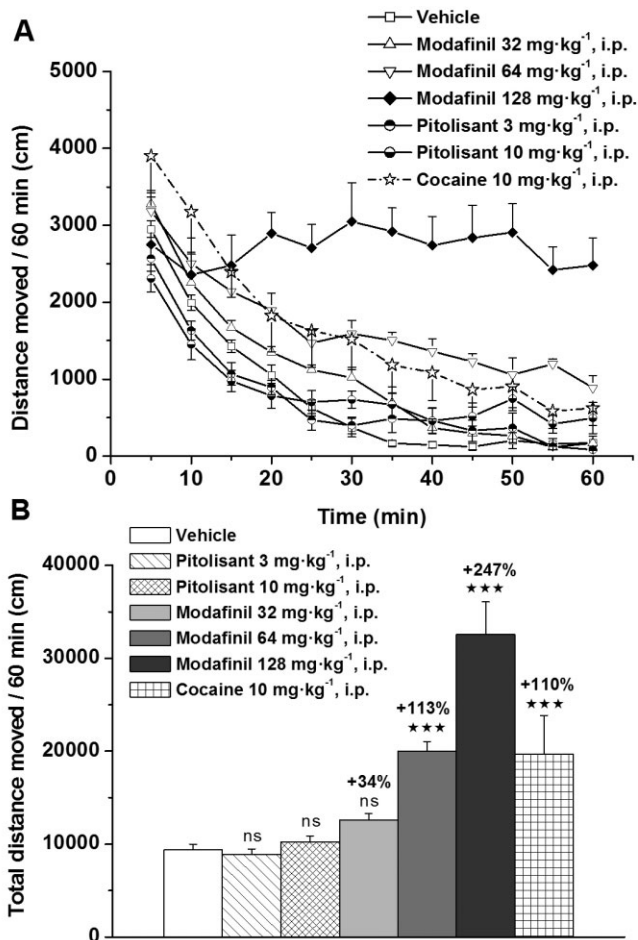 A
Vehicle
Modafinil 32 mg·kg⁻¹, i.p.
Modafinil 64 mg·kg⁻¹, i.p.
Modafinil 128 mg·kg⁻¹, i.p.
Pitolisant 3 mg·kg⁻¹, i.p.
Pitolisant 10 mg·kg⁻¹, i.p.
Cocaine 10 mg·kg⁻¹, i.p.
Distance moved / 60 min (cm)
5000
4000
3000
2000
1000
0
0 10 20 30 40 50 60
Time (min)
B
Vehicle
Pitolisant 3 mg·kg⁻¹, i.p.
Pitolisant 10 mg·kg⁻¹, i.p.
Modafinil 32 mg·kg⁻¹, i.p.
Modafinil 64 mg·kg⁻¹, i.p.
Modafinil 128 mg·kg⁻¹, i.p.
Cocaine 10 mg·kg⁻¹, i.p.
Total distance moved / 60 min (cm)
40000
30000
20000
10000
0
ns
ns
+34%
ns
+113%
★★★
+247%
★★★
+110%
★★★